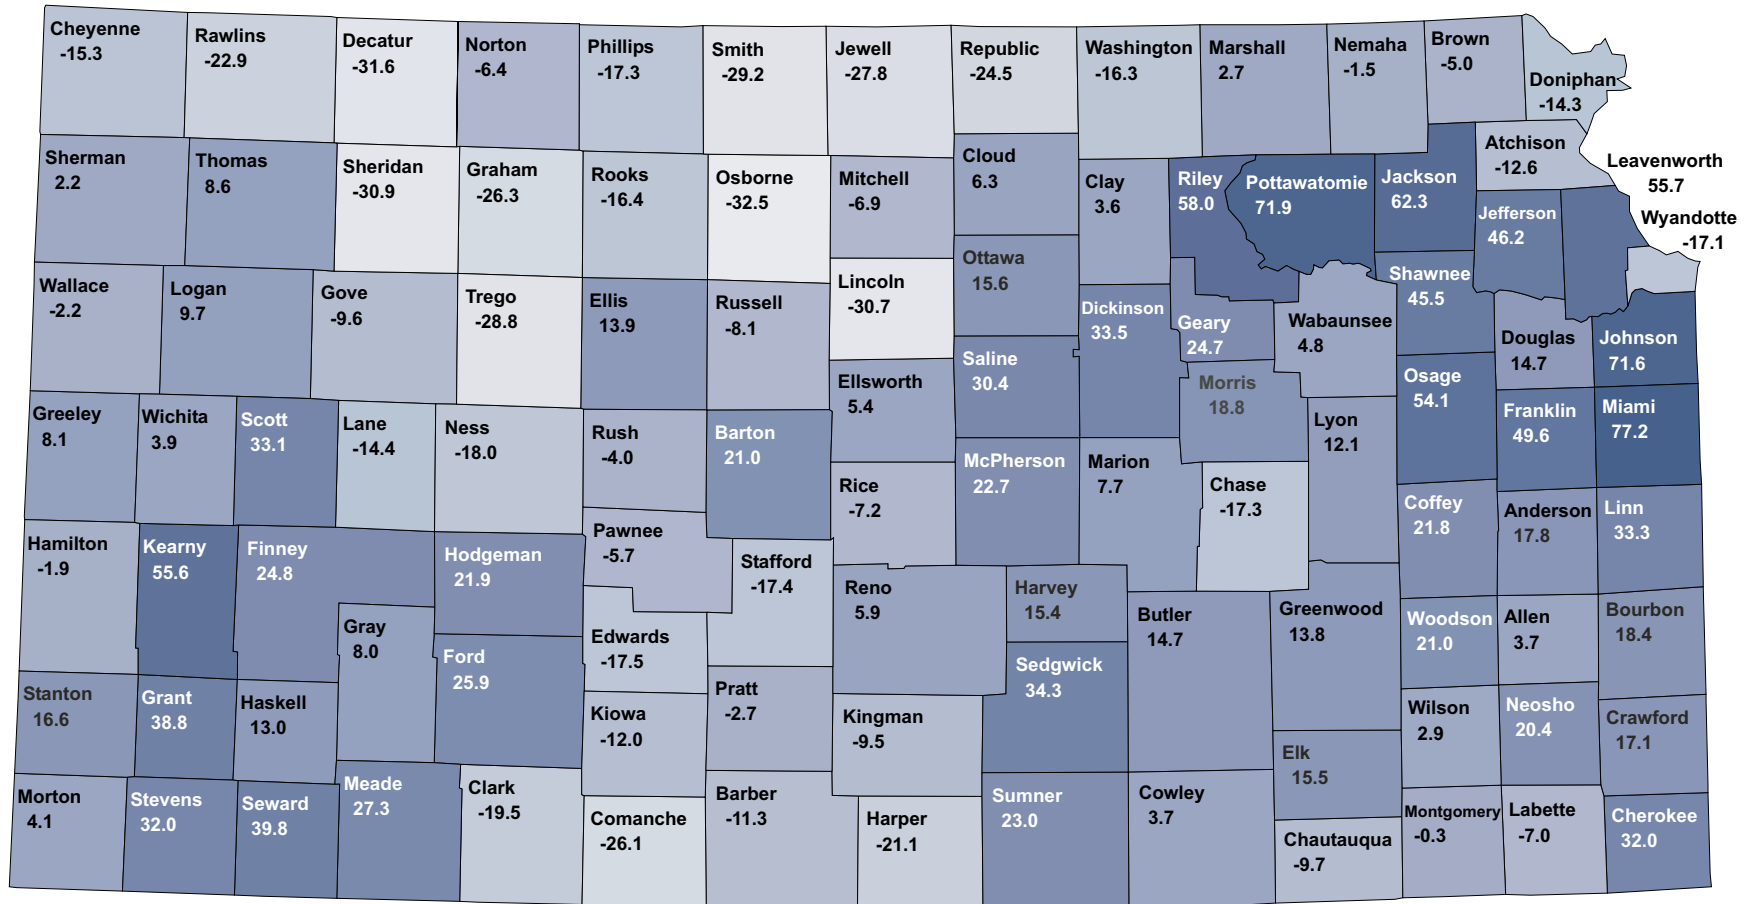 Cheyenne
-15.3
Rawlins
-22.9
Decatur
-31.6
Norton
-6.4
Phillips
-17.3
Smith
-29.2
Jewell
-27.8
Republic
-24.5
Washington
-16.3
Marshall
2.7
Nemaha
-1.5
Brown
-5.0
Doniphan
-14.3
Sherman
2.2
Thomas
8.6
Sheridan
-30.9
Graham
-26.3
Rooks
-16.4
Osborne
-32.5
Mitchell
-6.9
Cloud
6.3
Clay
3.6
Riley
58.0
Pottawatomie
71.9
Jackson
62.3
Atchison
-12.6
Jefferson
46.2
Leavenworth
55.7
Wyandotte
-17.1
Wallace
-2.2
Logan
9.7
Gove
-9.6
Trego
-28.8
Ellis
13.9
Russell
-8.1
Lincoln
-30.7
Ottawa
15.6
Saline
30.4
Dickinson
33.5
Geary
24.7
Wabaunsee
4.8
Shawnee
45.5
Douglas
14.7
Johnson
71.6
Greeley
8.1
Wichita
3.9
Scott
33.1
Lane
-14.4
Ness
-18.0
Rush
-4.0
Barton
21.0
Ellsworth
5.4
Rice
-7.2
McPherson
22.7
Marion
7.7
Morris
18.8
Chase
-17.3
Lyon
12.1
Osage
54.1
Franklin
49.6
Miami
77.2
Hamilton
-1.9
Kearny
55.6
Finney
24.8
Hodgeman
21.9
Pawnee
-5.7
Stafford
-17.4
Reno
5.9
Harvey
15.4
Butler
14.7
Greenwood
13.8
Coffey
21.8
Anderson
17.8
Linn
33.3
Gray
8.0
Ford
25.9
Edwards
-17.5
Sedgwick
34.3
Woodson
21.0
Allen
3.7
Bourbon
18.4
Stanton
16.6
Grant
38.8
Haskell
13.0
Kiowa
-12.0
Pratt
-2.7
Kingman
-9.5
Elk
15.5
Wilson
2.9
Neosho
20.4
Crawford
17.1
Morton
4.1
Stevens
32.0
Seward
39.8
Meade
27.3
Clark
-19.5
Comanche
-26.1
Barber
-11.3
Harper
-21.1
Sumner
23.0
Cowley
3.7
Chautauqua
-9.7
Montgomery
-0.3
Labette
-7.0
Cherokee
32.0